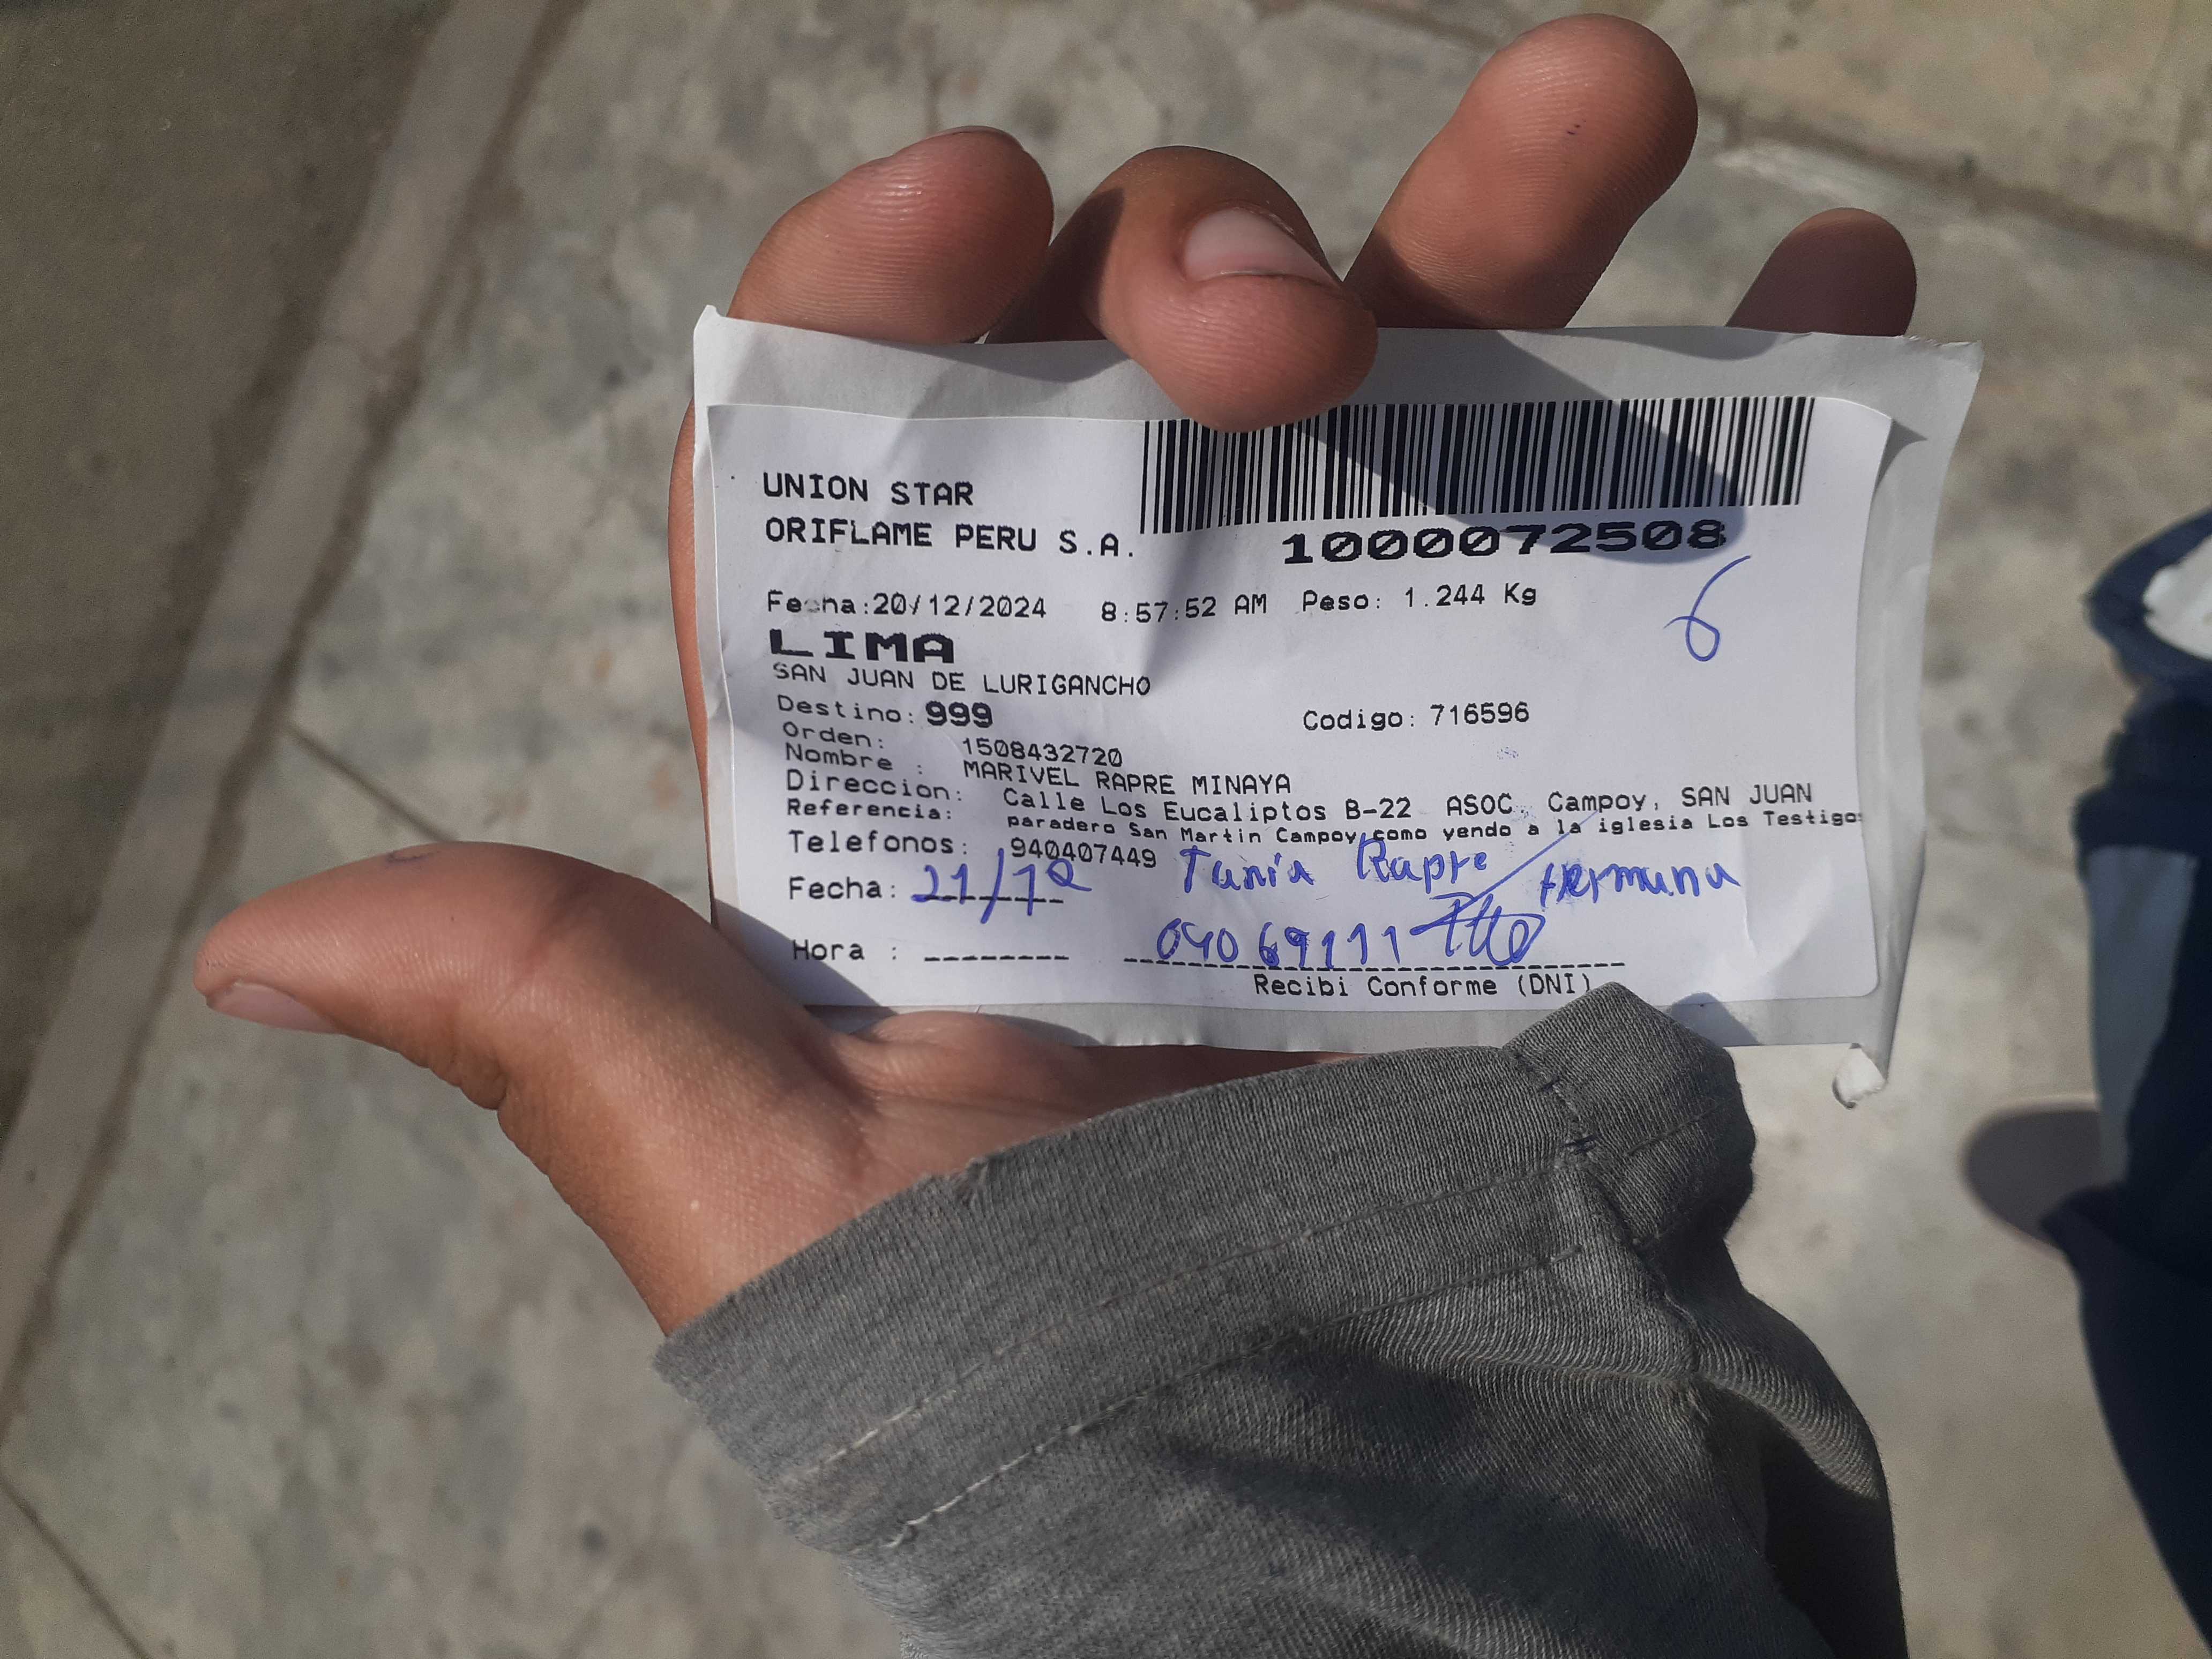 UNION STAR
ORIFLAME PERU S.A.
1000072508
Fecha:20/12/2024 8:57:52 AM Peso: 1.244 Kg
6
LIMA
SAN JUAN DE LURIGANCHO
Destino: 999 Codigo: 716596
Orden: 1508432720
Nombre : MARIVEL RAPRE MINAYA
Direccion: Calle Los Eucaliptos B-22 ASOC. Campoy, SAN JUAN
Referencia: paradero San Martin Campoy como yendo a la iglesia Los Testigos
Telefonos: 940407449
Tania Rapre Hermana
Fecha: 21/12
Hora : 04069111
Recibi Conforme (DNI)